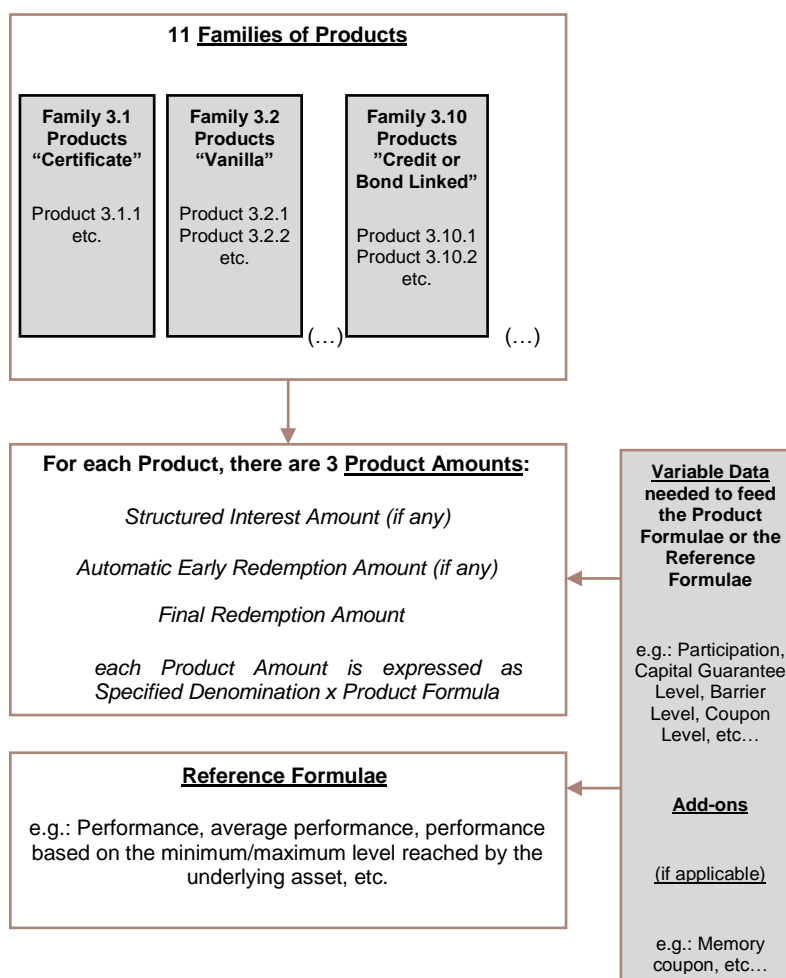 11 Families of Products
Family 3.1
Products
“Certificate”
Product 3.1.1
etc.
Family 3.2
Products
“Vanilla”
Product 3.2.1
Product 3.2.2
etc.
(…)
Family 3.10
Products
”Credit or
Bond Linked”
Product 3.10.1
Product 3.10.2
etc.
(…)
For each Product, there are 3 Product Amounts:
Structured Interest Amount (if any)
Automatic Early Redemption Amount (if any)
Final Redemption Amount
each Product Amount is expressed as
Specified Denomination x Product Formula
Reference Formulae
e.g.: Performance, average performance, performance
based on the minimum/maximum level reached by the
underlying asset, etc.
Variable Data
needed to feed
the Product
Formulae or the
Reference
Formulae
e.g.: Participation,
Capital Guarantee
Level, Barrier
Level, Coupon
Level, etc…
Add-ons
(if applicable)
e.g.: Memory
coupon, etc…